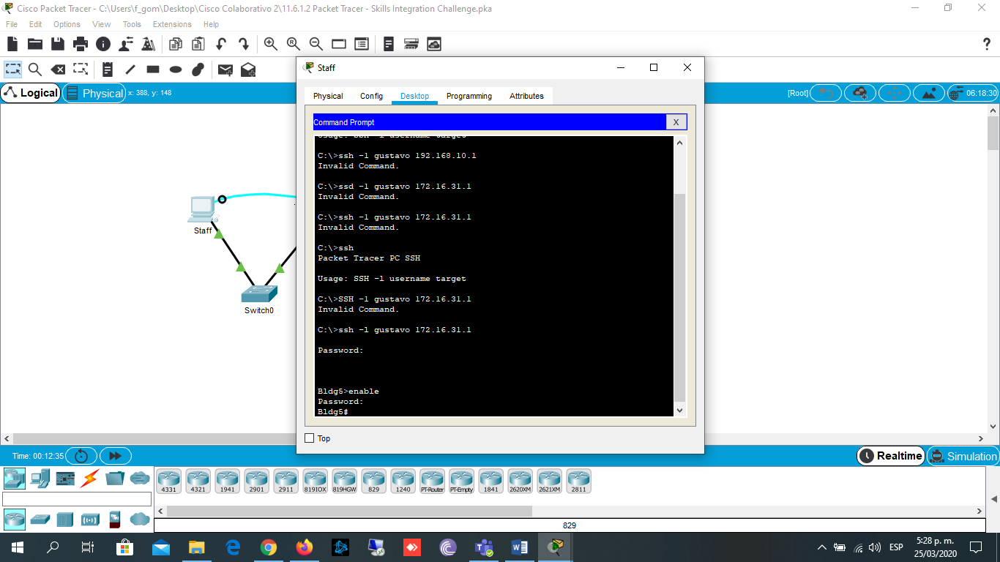 Cisco Packet Tracer - C:\Users\f_gom\Desktop\Cisco Colaborativo 2\11.6.1.2 Packet Tracer - Skills Integration Challenge.pka
File Edit Options View Tools Extensions Help
Logical Physical x: 388, y: 148 [Root] 06:18:30
Staff
Physical Config Desktop Programming Attributes
Command Prompt X
Usage: SSH -l username target
C:\>ssh -l gustavo 192.168.10.1
Invalid Command.
C:\>ssd -l gustavo 172.16.31.1
Invalid Command.
C:\>ssh -l gustavo 172.16.31.1
Invalid Command.
C:\>ssh
Packet Tracer PC SSH
Usage: SSH -l username target
C:\>SSH -l gustavo 172.16.31.1
Invalid Command.
C:\>ssh -l gustavo 172.16.31.1
Password:
Bldg5>enable
Password:
Bldg5#
Top
Staff
Switch0
Time: 00:12:35 Realtime Simulation
4331 4321 1941 2901 2911 819IOX 819HGW 829 1240 PT-Router PT-Empty 1841 2620XM 2621XM 2811
829
ESP
5:28 p. m.
25/03/2020